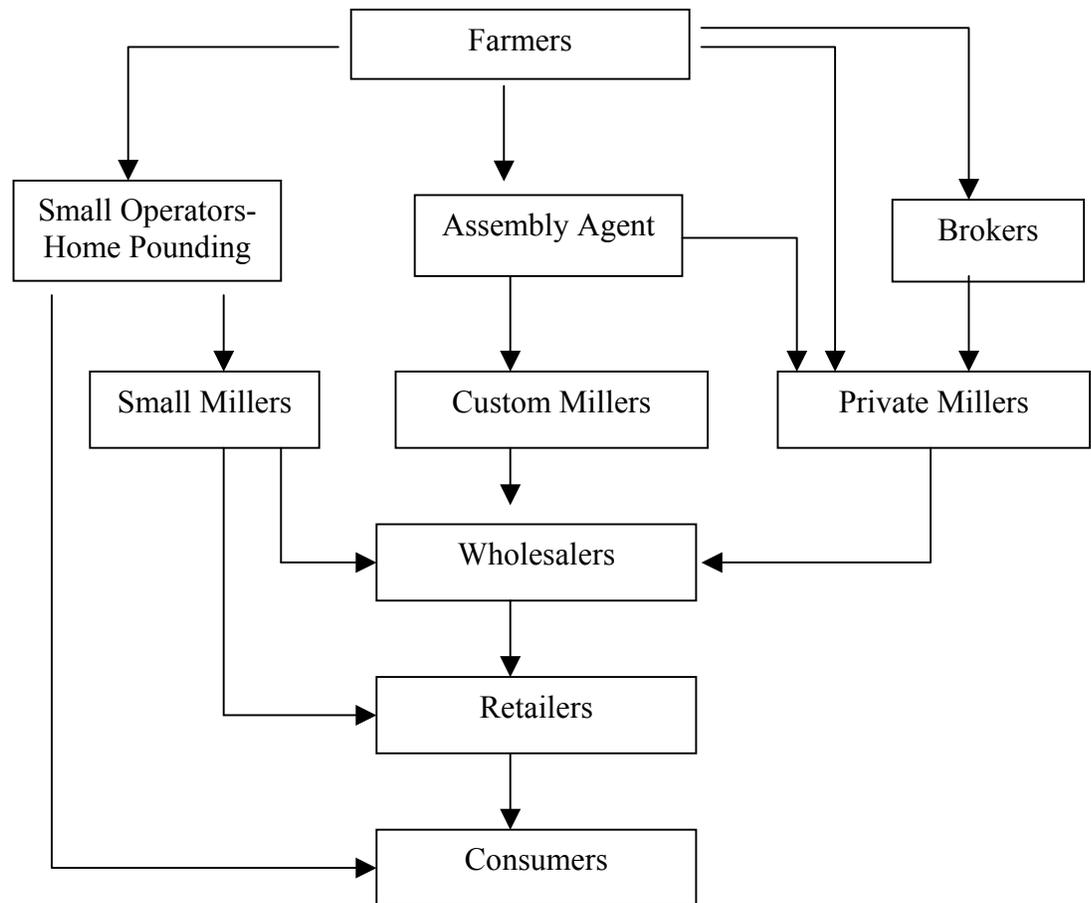 Farmers
Small Operators-
Home Pounding
Assembly Agent
Brokers
Small Millers
Custom Millers
Private Millers
Wholesalers
Retailers
Consumers